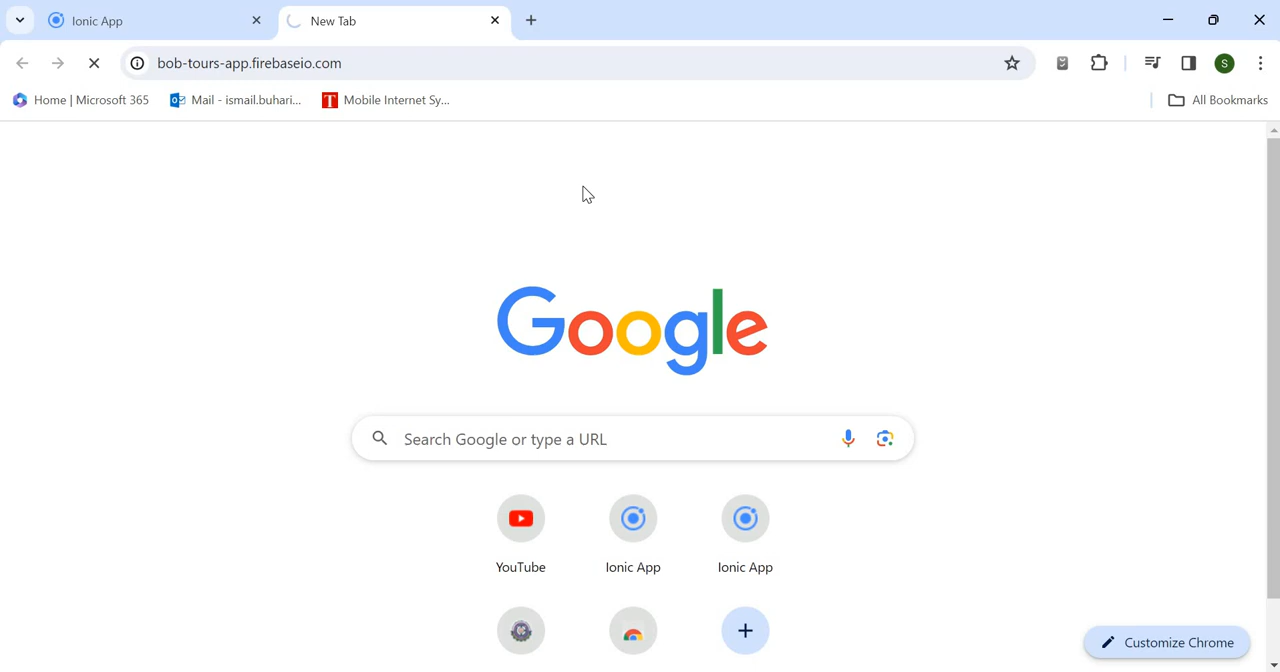 Ionic App
New Tab
bob-tours-app.firebaseio.com
S
Home | Microsoft 365
Mail - ismail.buhari...
Mobile Internet Sy...
All Bookmarks
Google
Search Google or type a URL
YouTube
Ionic App
Ionic App
Customize Chrome